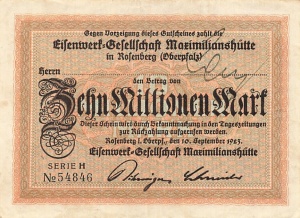 Gegen Vorzeigung dieses Gutscheines zahlt die
Eisenwerk-Gesellschaft Maximilianshütte
in Rosenberg (Oberpfalz)
Herrn
den Betrag von
Zehn Millionen Mark
Dieser Schein wird durch Bekanntmachung in den Tageszeitungen
zur Rückzahlung aufgerufen werden.
Rosenberg i. Oberpf., den 10. September 1923.
Eisenwerk-Gesellschaft Maximilianshütte
SERIE H
№ 54846